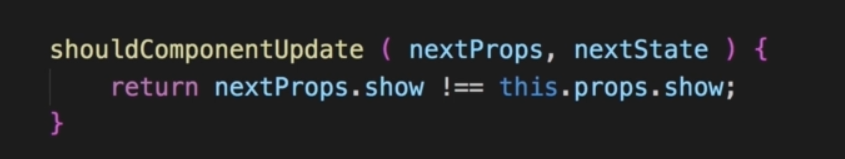 shouldComponentUpdate ( nextProps, nextState ) {
    return nextProps.show !== this.props.show;
}